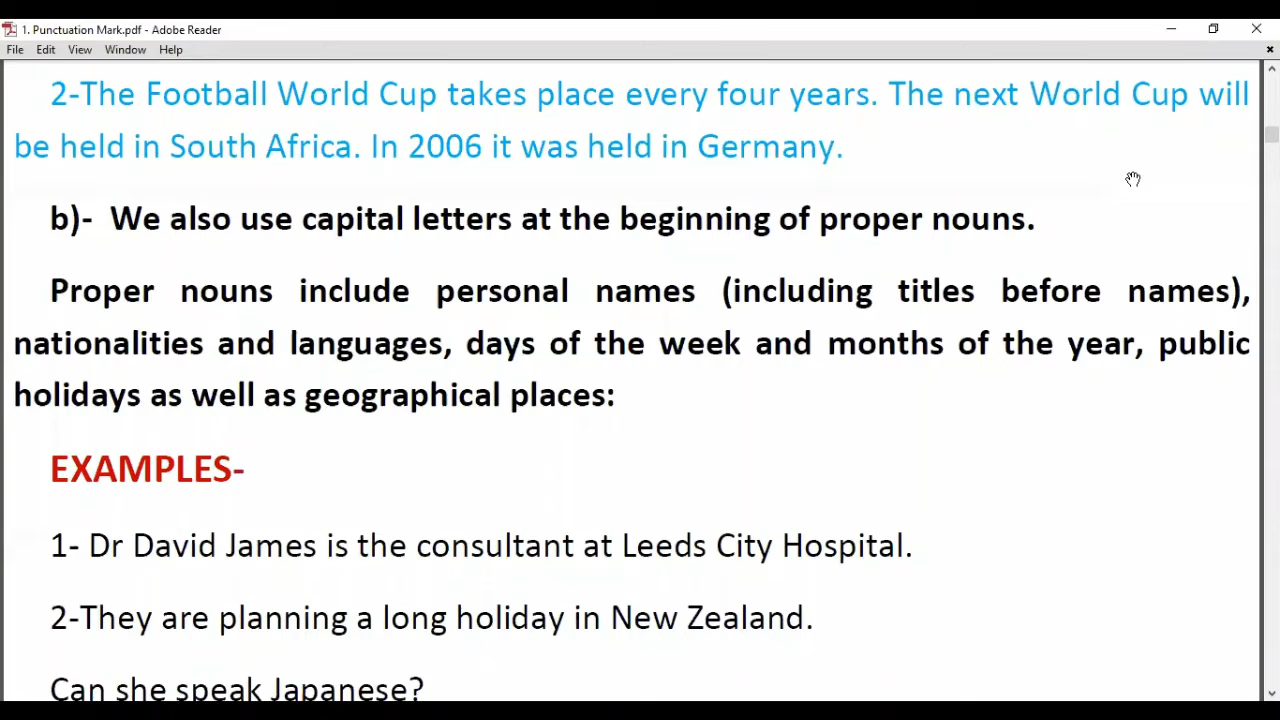 1. Punctuation Mark.pdf - Adobe Reader
File Edit View Window Help
2-The Football World Cup takes place every four years. The next World Cup will
be held in South Africa. In 2006 it was held in Germany.
b)- We also use capital letters at the beginning of proper nouns.
Proper nouns include personal names (including titles before names),
nationalities and languages, days of the week and months of the year, public
holidays as well as geographical places:
EXAMPLES-
1- Dr David James is the consultant at Leeds City Hospital.
2-They are planning a long holiday in New Zealand.
Can she speak Japanese?